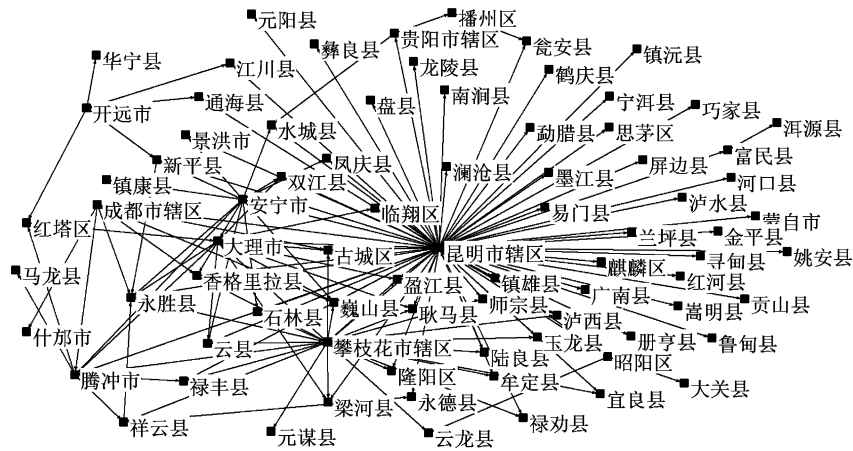 元阳县
播州区
彝良县
贵阳市辖区
瓮安县
镇沅县
华宁县
江川县
龙陵县
鹤庆县
开远市
通海县
盘县
南涧县
宁洱县
巧家县
景洪市
水城县
勐腊县
思茅区
洱源县
新平县
凤庆县
澜沧县
屏边县
富民县
镇康县
双江县
墨江县
河口县
成都市辖区
安宁市
临翔区
易门县
泸水县
红塔区
蒙自市
大理市
古城区
昆明市辖区
兰坪县
金平县
姚安县
马龙县
香格里拉县
盈江县
镇雄县
麒麟区
寻甸县
红河县
永胜县
石林县
巍山县
耿马县
师宗县
广南县
嵩明县
贡山县
什邡市
云县
攀枝花市辖区
泸西县
玉龙县
册亨县
鲁甸县
腾冲市
禄丰县
隆阳区
陆良县
牟定县
昭阳区
大关县
梁河县
永德县
宜良县
祥云县
元谋县
云龙县
禄劝县